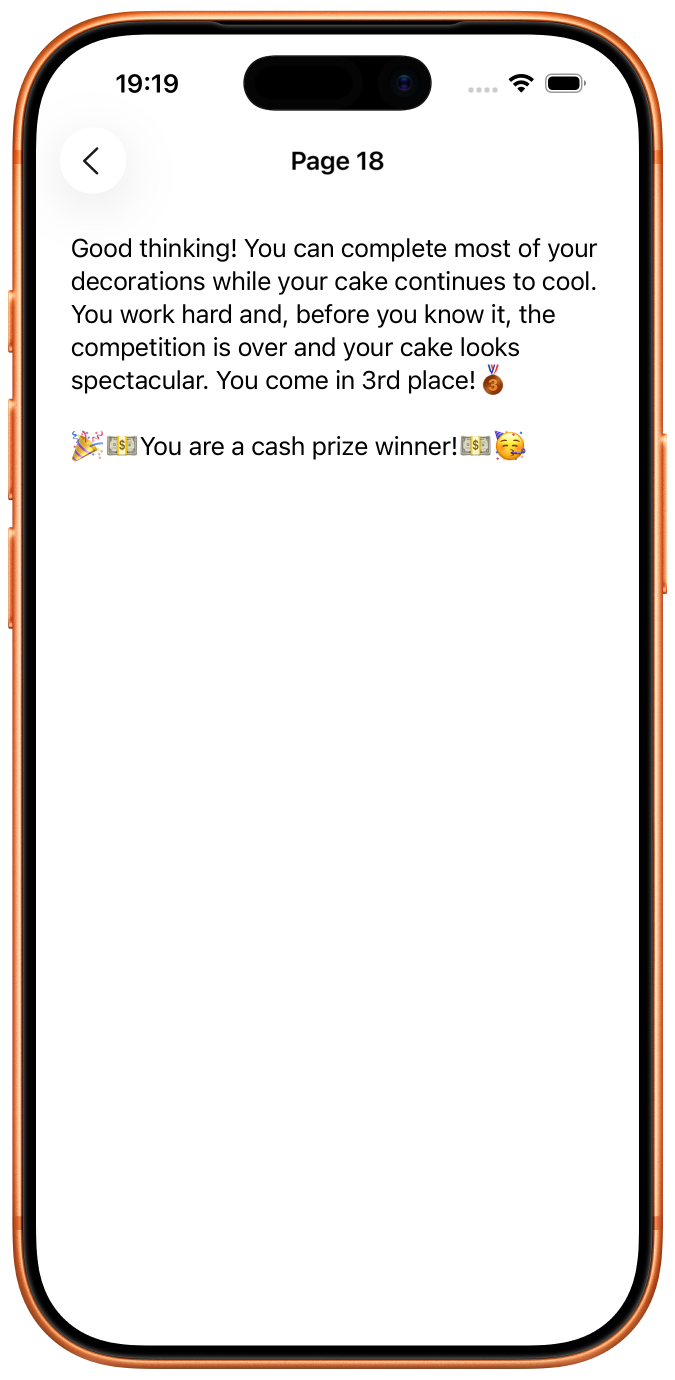 19:19
Page 18
Good thinking! You can complete most of your
decorations while your cake continues to cool.
You work hard and, before you know it, the
competition is over and your cake looks
spectacular. You come in 3rd place!🥉
🎉💵You are a cash prize winner!💵🥳